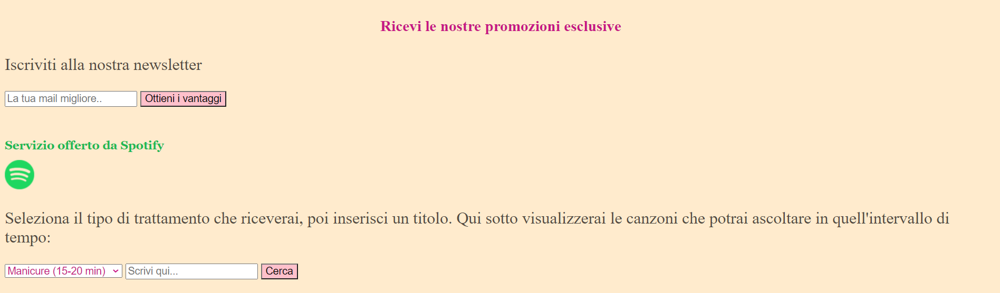 Ricevi le nostre promozioni esclusive
Iscriviti alla nostra newsletter
La tua mail migliore.. Ottieni i vantaggi
Servizio offerto da Spotify
Seleziona il tipo di trattamento che riceverai, poi inserisci un titolo. Qui sotto visualizzerai le canzoni che potrai ascoltare in quell'intervallo di
tempo:
Manicure (15-20 min) Scrivi qui... Cerca